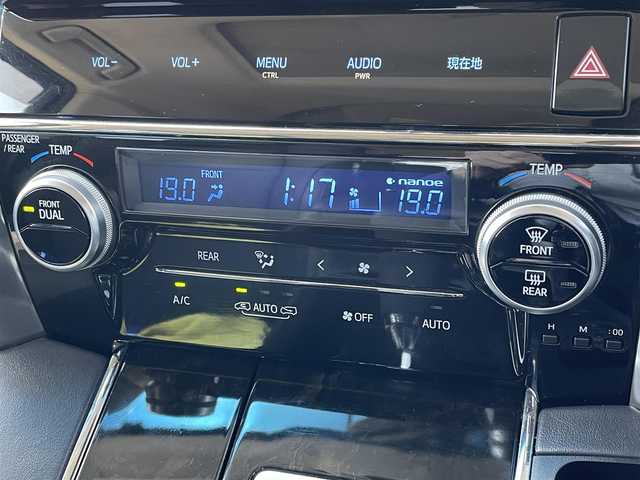 VOL- VOL+ MENU AUDIO 現在地
CTRL PWR
PASSENGER
/REAR
TEMP
TEMP
FRONT
19.0 1:17 nanoe 19.0
FRONT
DUAL
FRONT
REAR
REAR
A/C AUTO OFF AUTO
H M :00